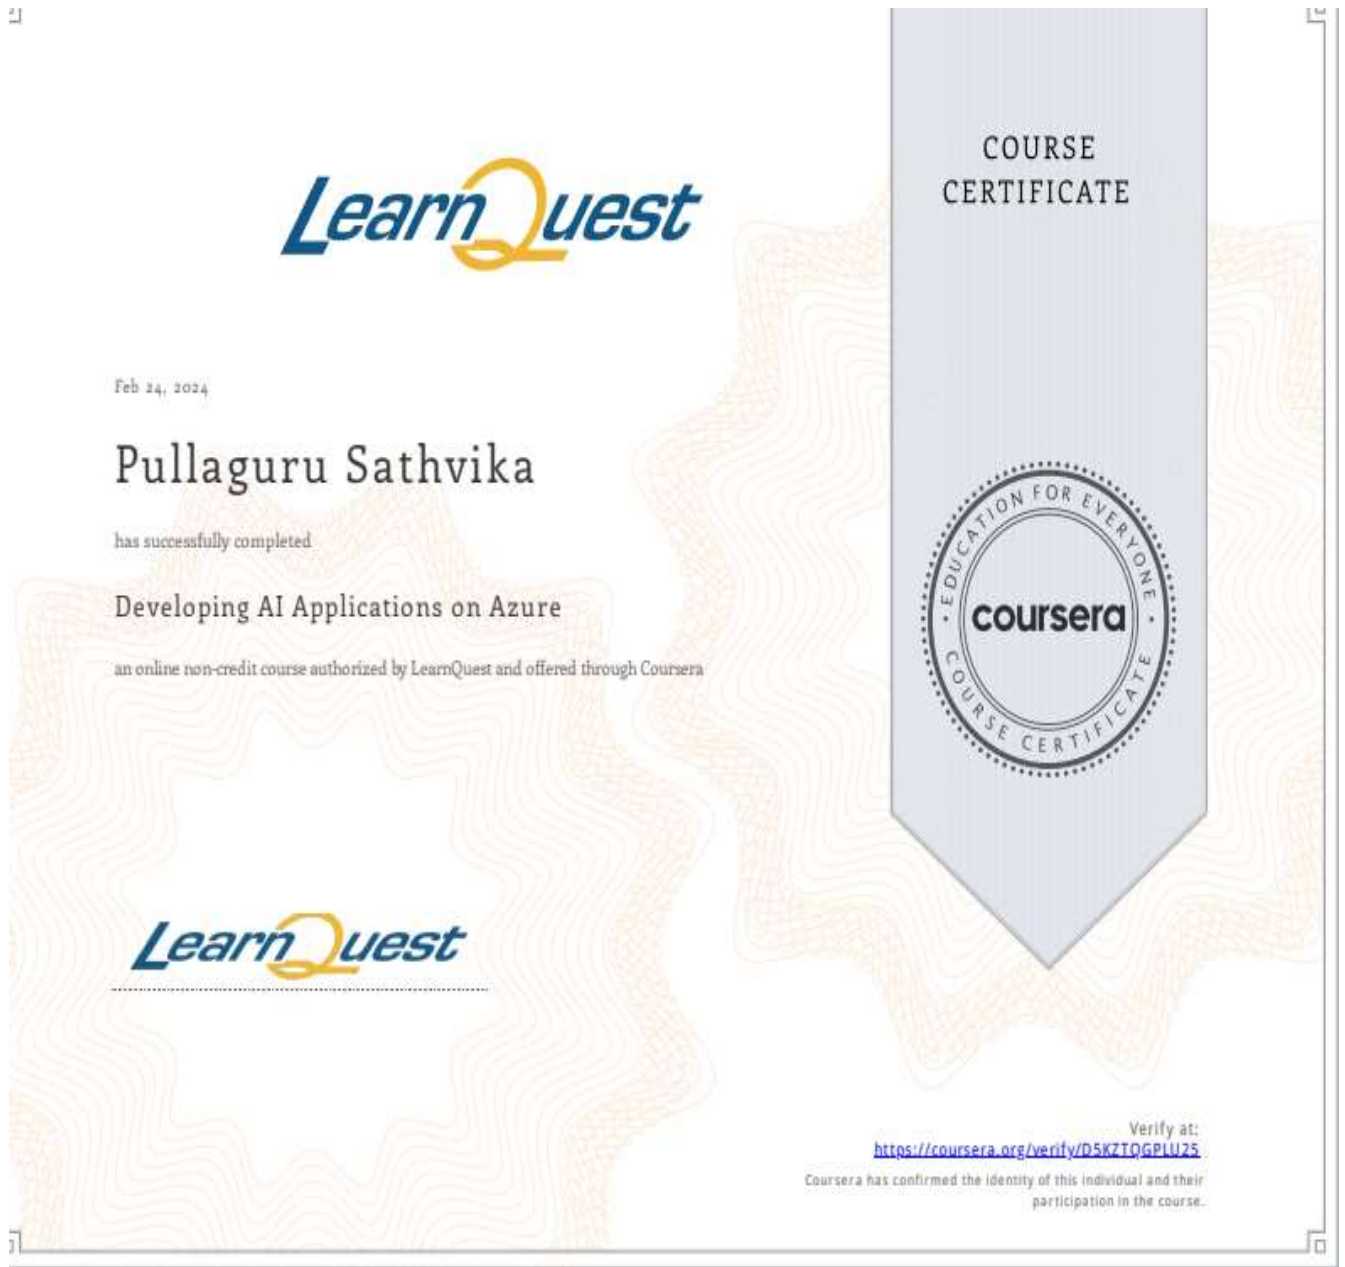 LearnQuest
COURSE
CERTIFICATE
Feb 24, 2024
Pullaguru Sathvika
has successfully completed
Developing AI Applications on Azure
an online non-credit course authorized by LearnQuest and offered through Coursera
EDUCATION FOR EVERYONE
coursera
COURSE CERTIFICATE
LearnQuest
Verify at:
https://coursera.org/verify/D5KZTQGPLU25
Coursera has confirmed the identity of this individual and their
participation in the course.